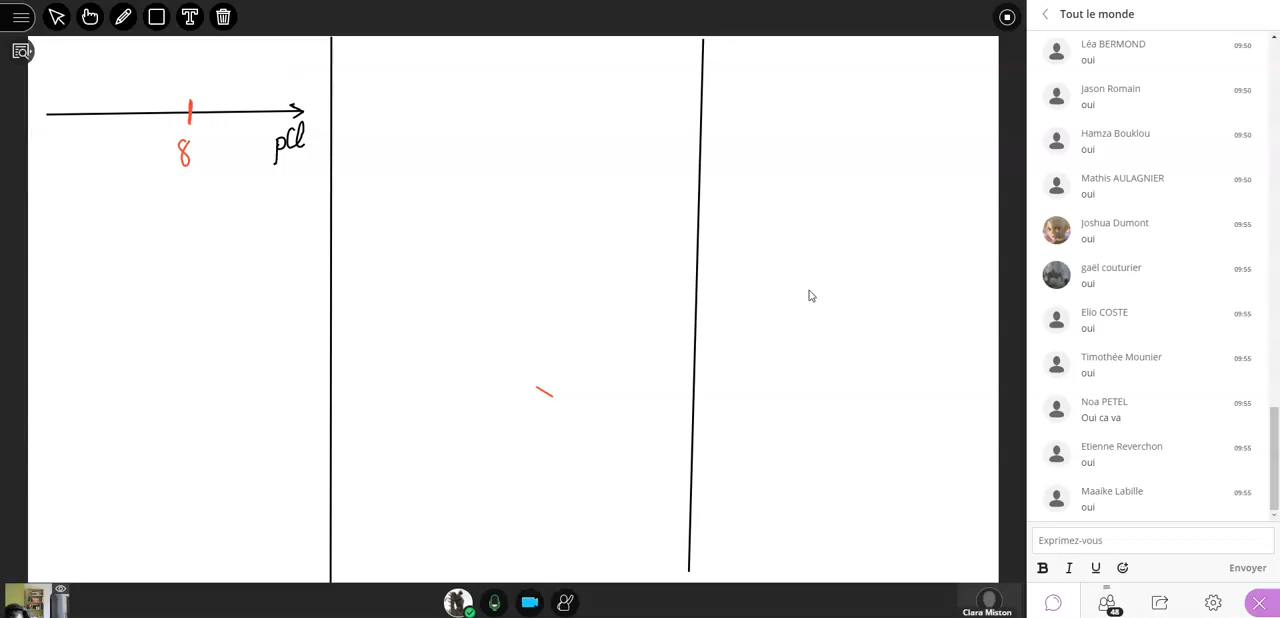 8
pCl
Clara Miston
Tout le monde
Léa BERMOND 09:50
oui
Jason Romain 09:50
oui
Hamza Bouklou 09:50
oui
Mathis AULAGNIER 09:50
oui
Joshua Dumont 09:55
oui
gaël couturier 09:55
oui
Elio COSTE 09:55
oui
Timothée Mounier 09:55
oui
Noa PETEL 09:55
Oui ca va
Etienne Reverchon 09:55
oui
Maaike Labille 09:55
oui
Exprimez-vous
B I U Envoyer
48